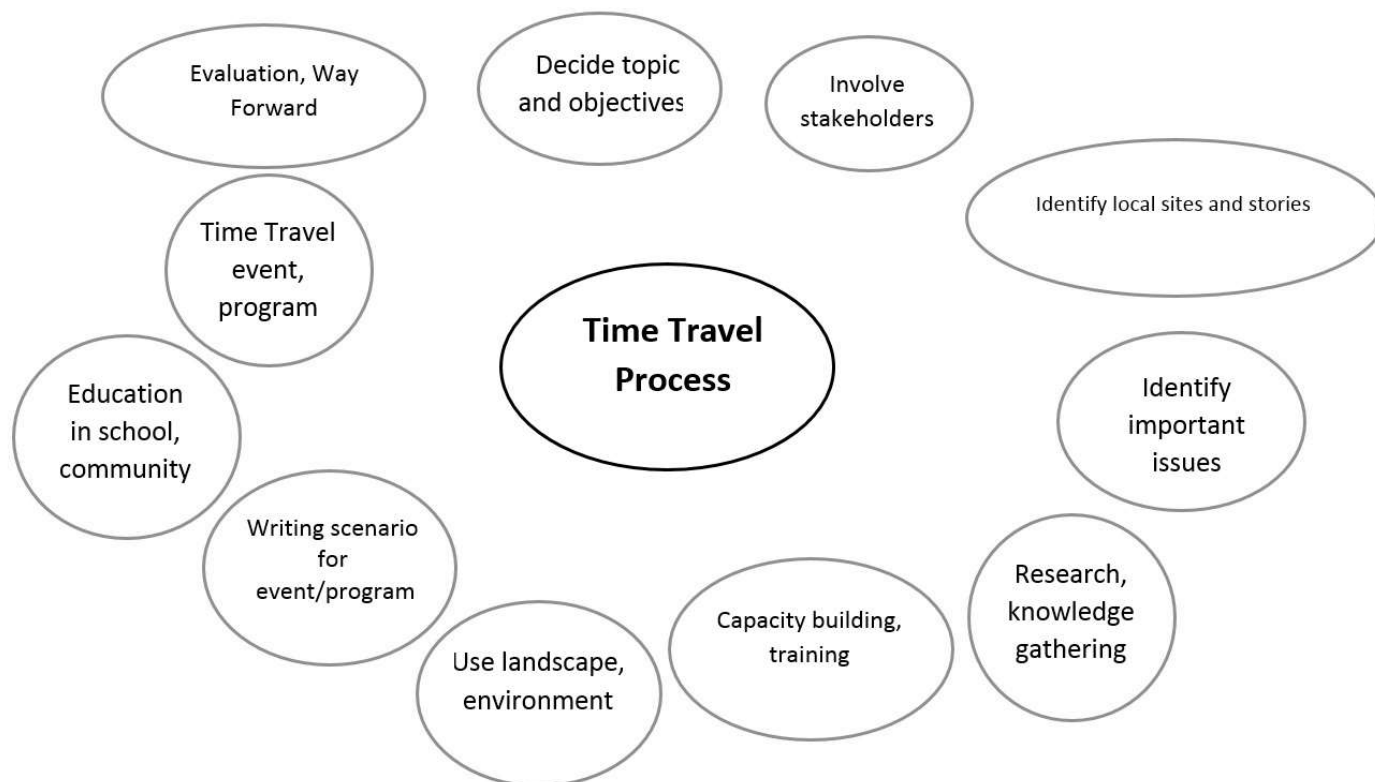 Evaluation, Way
Forward
Decide topic
and objectives
Involve
stakeholders
Identify local sites and stories
Time Travel
event,
program
Time Travel
Process
Identify
important
issues
Education
in school,
community
Writing scenario
for
event/program
Research,
knowledge
gathering
Capacity building,
training
Use landscape,
environment